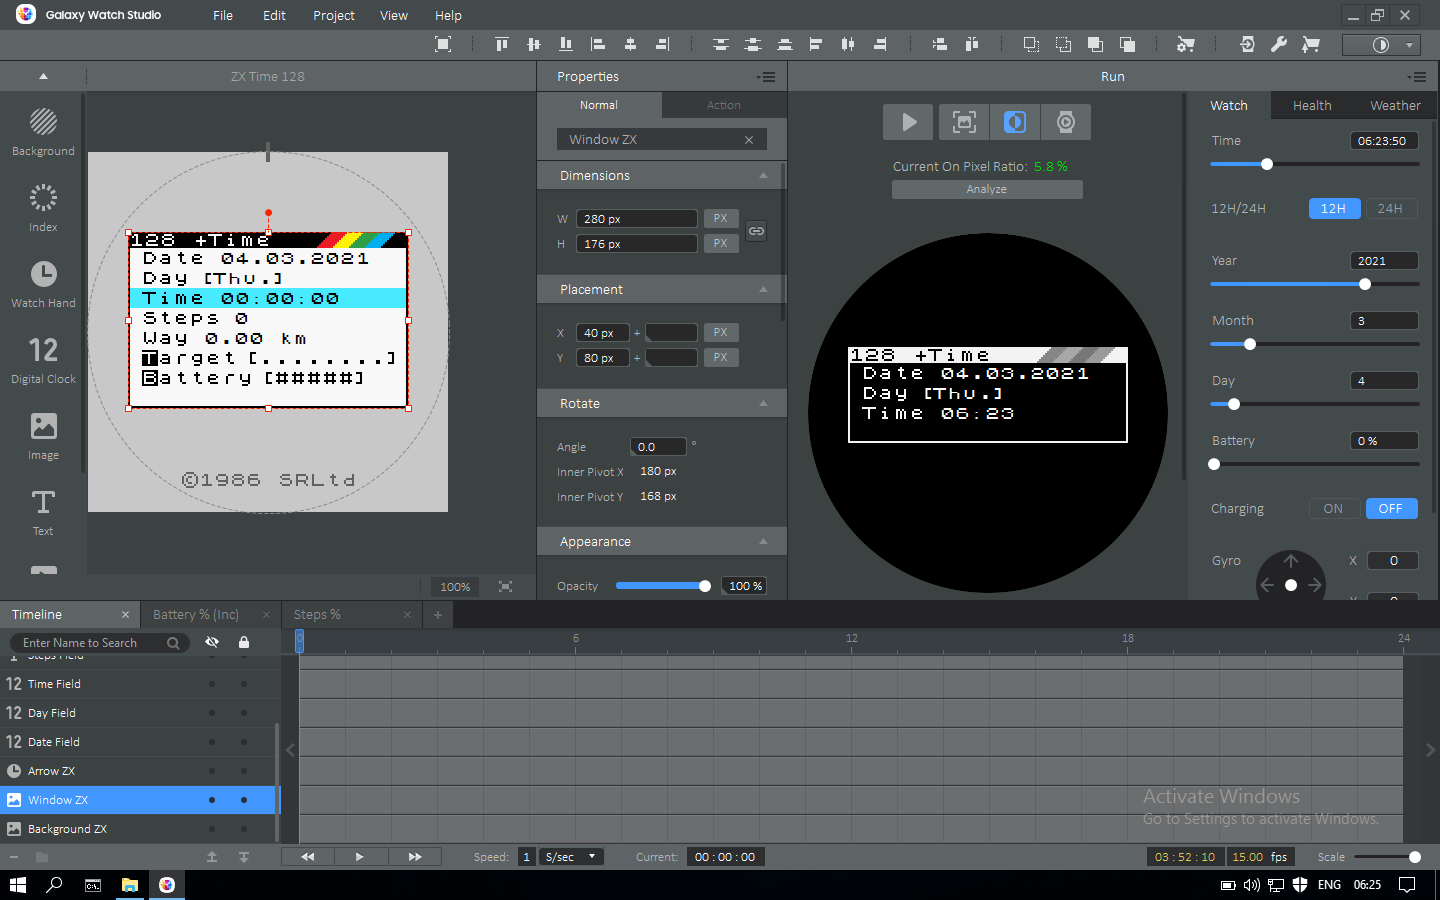 Galaxy Watch Studio
File
Edit
Project
View
Help
ZX Time 128
Properties
Run
Background
Index
Watch Hand
12
Digital Clock
Image
Text
128 +Time
Date 04.03.2021
Day [Thu.]
Time 00:00:00
Steps 0
Way 0.00 km
Target [........]
Battery [#####]
©1986 SRLtd
100%
Normal
Action
Window ZX
Dimensions
W 280 px PX
H 176 px PX
Placement
X 40 px + PX
Y 80 px + PX
Rotate
Angle 0.0 °
Inner Pivot X 180 px
Inner Pivot Y 168 px
Appearance
Opacity 100 %
Current On Pixel Ratio: 5.8 %
Analyze
128 +Time
Date 04.03.2021
Day [Thu.]
Time 06:23
Watch
Health
Weather
Time 06:23:50
12H/24H 12H 24H
Year 2021
Month 3
Day 4
Battery 0 %
Charging ON OFF
Gyro X 0
Timeline
Battery % (Inc)
Steps %
Enter Name to Search
0 6 12 18 24
Steps Field
12 Time Field
12 Day Field
12 Date Field
Arrow ZX
Window ZX
Background ZX
Activate Windows
Go to Settings to activate Windows.
Speed: 1 S/sec
Current: 00 : 00 : 00
03 : 52 : 10
15.00 fps
Scale
ENG 06:25